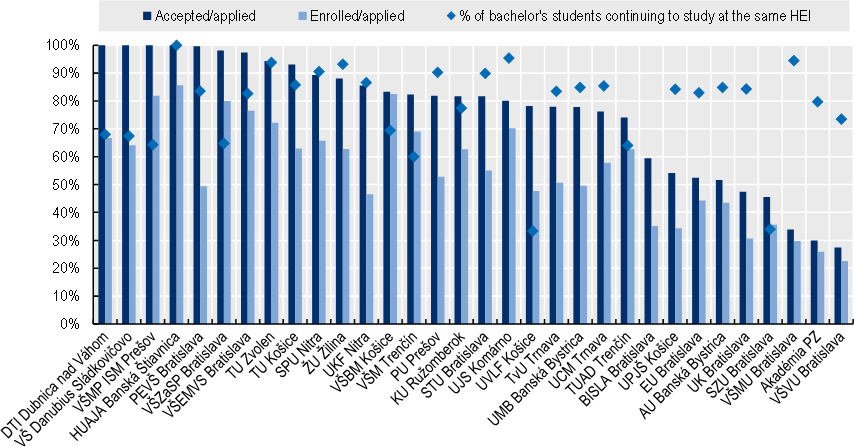 Accepted/applied Enrolled/applied % of bachelor's students continuing to study at the same HEI
100%
90%
80%
70%
60%
50%
40%
30%
20%
10%
0%
DTI Dubnica nad Váhom
VŠ Danubius Sládkovičovo
VŠMP ISM Prešov
HUAJA Banská Štiavnica
PEVŠ Bratislava
VŠZaSP Bratislava
VŠEMVS Bratislava
TU Zvolen
TU Košice
SPU Nitra
ŽU Žilina
UKF Nitra
VŠBM Košice
VŠM Trenčín
PU Prešov
KU Ružomberok
STU Bratislava
UJS Komárno
UVLF Košice
TvU Trnava
UMB Banská Bystrica
UCM Trnava
TUAD Trenčín
BISLA Bratislava
UPJŠ Košice
EU Bratislava
AU Banská Bystrica
UK Bratislava
SZU Bratislava
VŠMU Bratislava
Akadémia PZ
VŠVU Bratislava